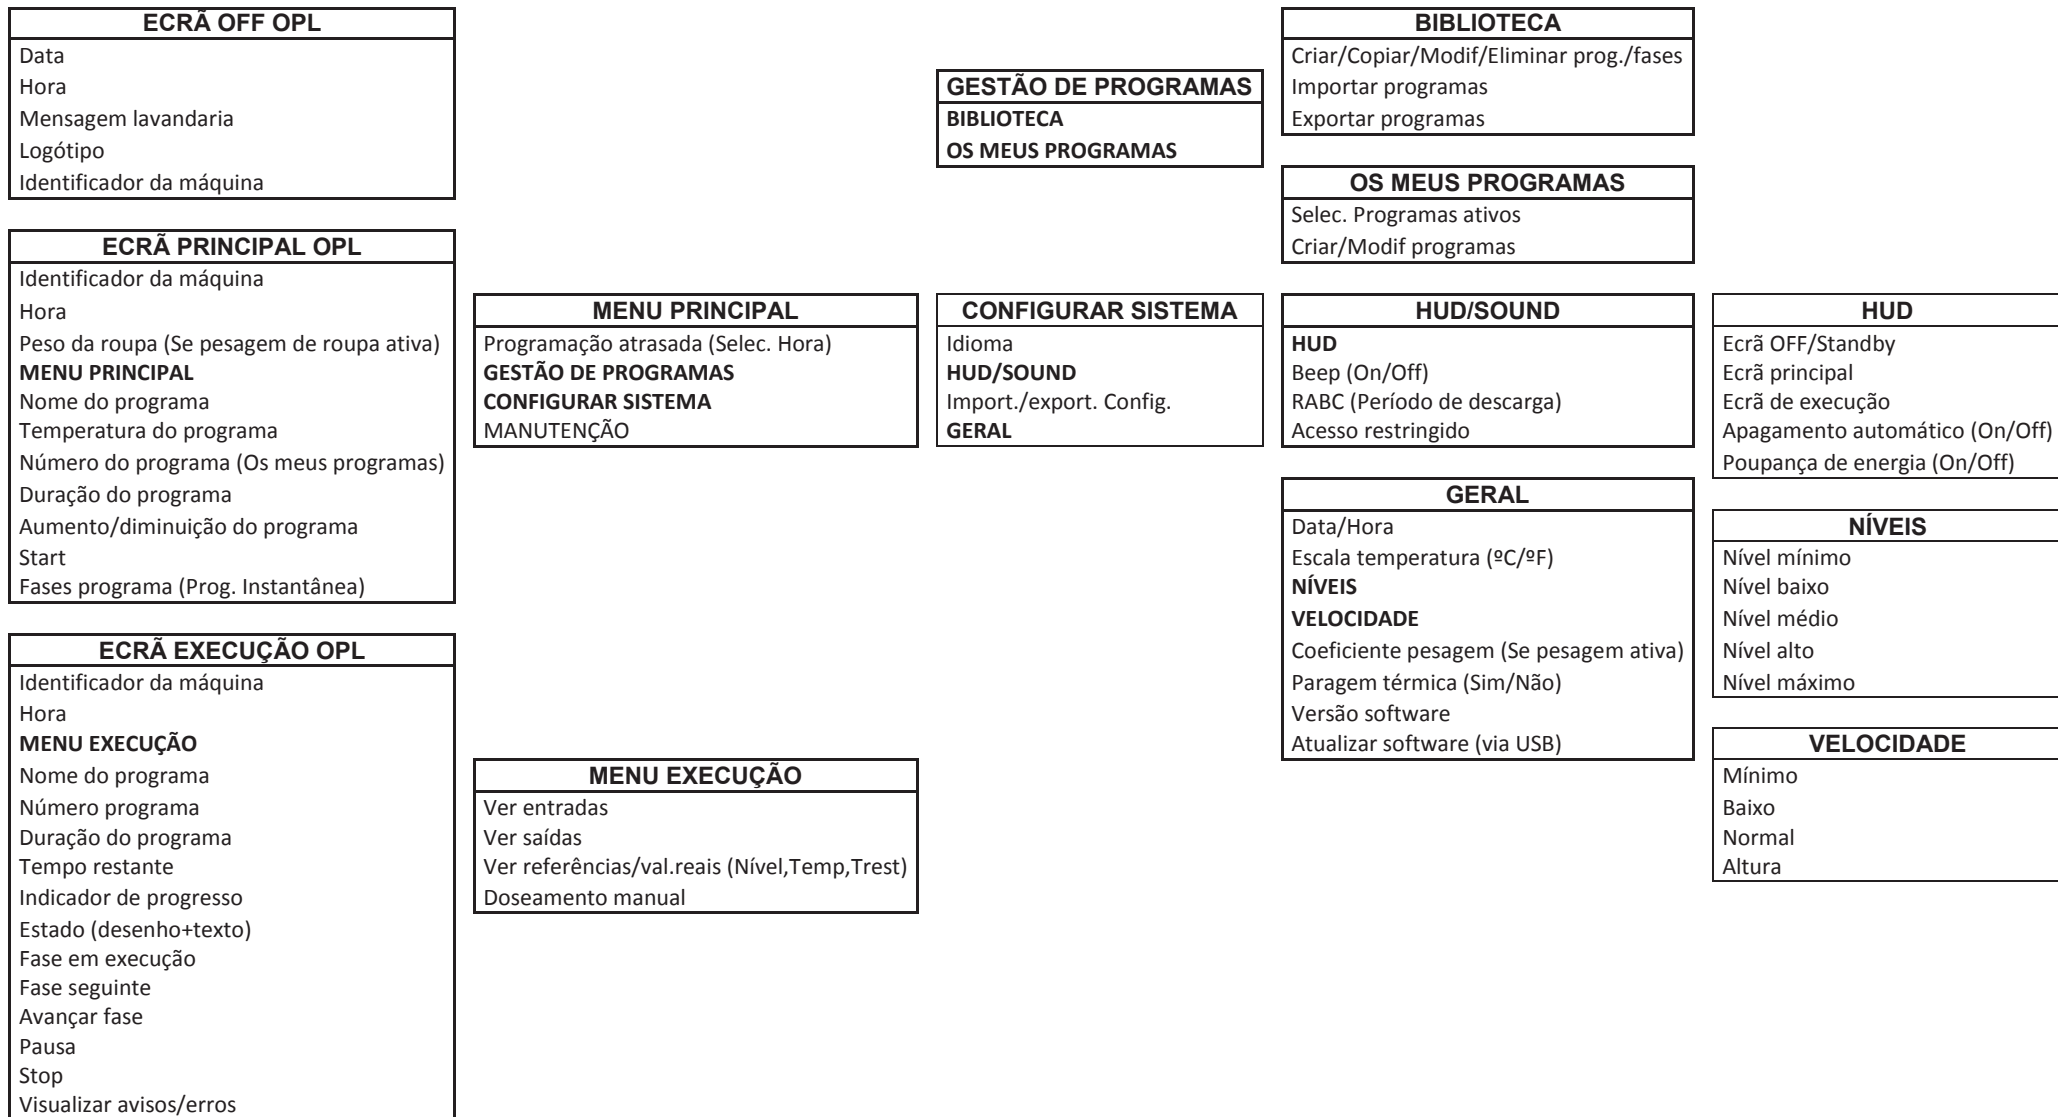 ECRÃ OFF OPL
Data
Hora
Mensagem lavandaria
Logótipo
Identificador da máquina
ECRÃ PRINCIPAL OPL
Identificador da máquina
Hora
Peso da roupa (Se pesagem de roupa ativa)
MENU PRINCIPAL
Nome do programa
Temperatura do programa
Número do programa (Os meus programas)
Duração do programa
Aumento/diminuição do programa
Start
Fases programa (Prog. Instantânea)
ECRÃ EXECUÇÃO OPL
Identificador da máquina
Hora
MENU EXECUÇÃO
Nome do programa
Número programa
Duração do programa
Tempo restante
Indicador de progresso
Estado (desenho+texto)
Fase em execução
Fase seguinte
Avançar fase
Pausa
Stop
Visualizar avisos/erros
MENU PRINCIPAL
Programação atrasada (Selec. Hora)
GESTÃO DE PROGRAMAS
CONFIGURAR SISTEMA
MANUTENÇÃO
MENU EXECUÇÃO
Ver entradas
Ver saídas
Ver referências/val.reais (Nível,Temp,Trest)
Doseamento manual
GESTÃO DE PROGRAMAS
BIBLIOTECA
OS MEUS PROGRAMAS
CONFIGURAR SISTEMA
Idioma
HUD/SOUND
Import./export. Config.
GERAL
BIBLIOTECA
Criar/Copiar/Modif/Eliminar prog./fases
Importar programas
Exportar programas
OS MEUS PROGRAMAS
Selec. Programas ativos
Criar/Modif programas
HUD/SOUND
HUD
Beep (On/Off)
RABC (Período de descarga)
Acesso restringido
GERAL
Data/Hora
Escala temperatura (ºC/ºF)
NÍVEIS
VELOCIDADE
Coeficiente pesagem (Se pesagem ativa)
Paragem térmica (Sim/Não)
Versão software
Atualizar software (via USB)
HUD
Ecrã OFF/Standby
Ecrã principal
Ecrã de execução
Apagamento automático (On/Off)
Poupança de energia (On/Off)
NÍVEIS
Nível mínimo
Nível baixo
Nível médio
Nível alto
Nível máximo
VELOCIDADE
Mínimo
Baixo
Normal
Altura